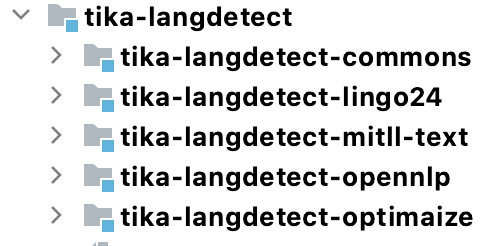 tika-langdetect
tika-langdetect-commons
tika-langdetect-lingo24
tika-langdetect-mitll-text
tika-langdetect-opennlp
tika-langdetect-optimaize